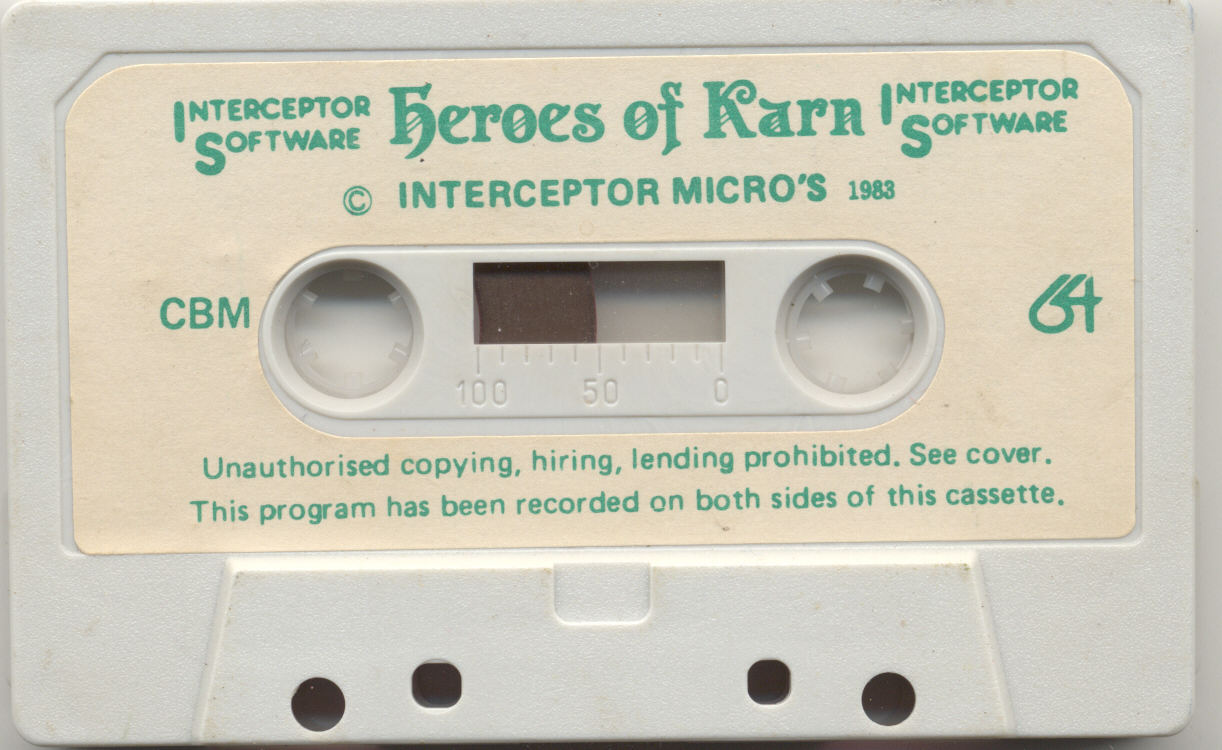 INTERCEPTOR SOFTWARE Heroes of Karn INTERCEPTOR SOFTWARE
© INTERCEPTOR MICRO'S 1983
CBM 64
100 50 0
Unauthorised copying, hiring, lending prohibited. See cover.
This program has been recorded on both sides of this cassette.